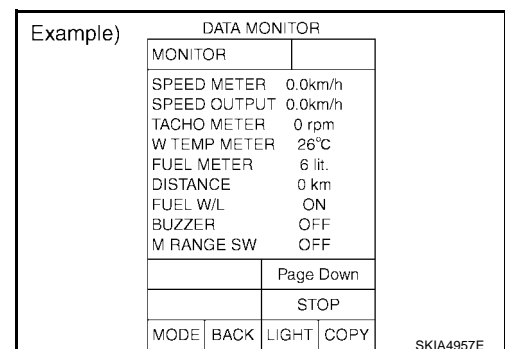 Example)
DATA MONITOR
MONITOR
SPEED METER 0.0km/h
SPEED OUTPUT 0.0km/h
TACHO METER 0 rpm
W TEMP METER 26°C
FUEL METER 6 lit.
DISTANCE 0 km
FUEL W/L ON
BUZZER OFF
M RANGE SW OFF
Page Down
STOP
MODE BACK LIGHT COPY
SKIA4957E